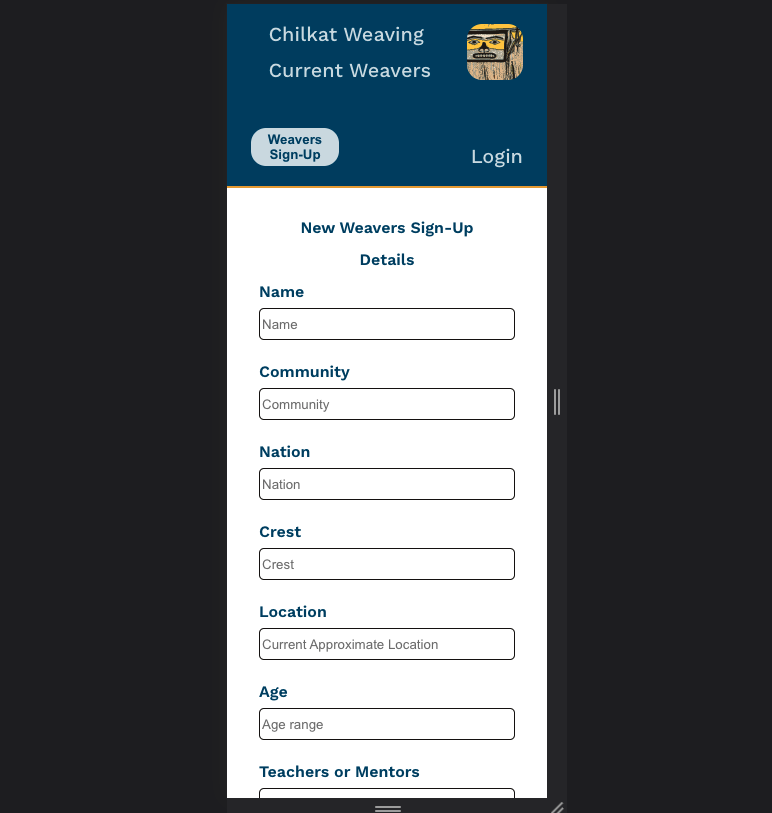 Chilkat Weaving
Current Weavers
Weavers
Sign-Up
Login
New Weavers Sign-Up
Details
Name
Name
Community
Community
Nation
Nation
Crest
Crest
Location
Current Approximate Location
Age
Age range
Teachers or Mentors